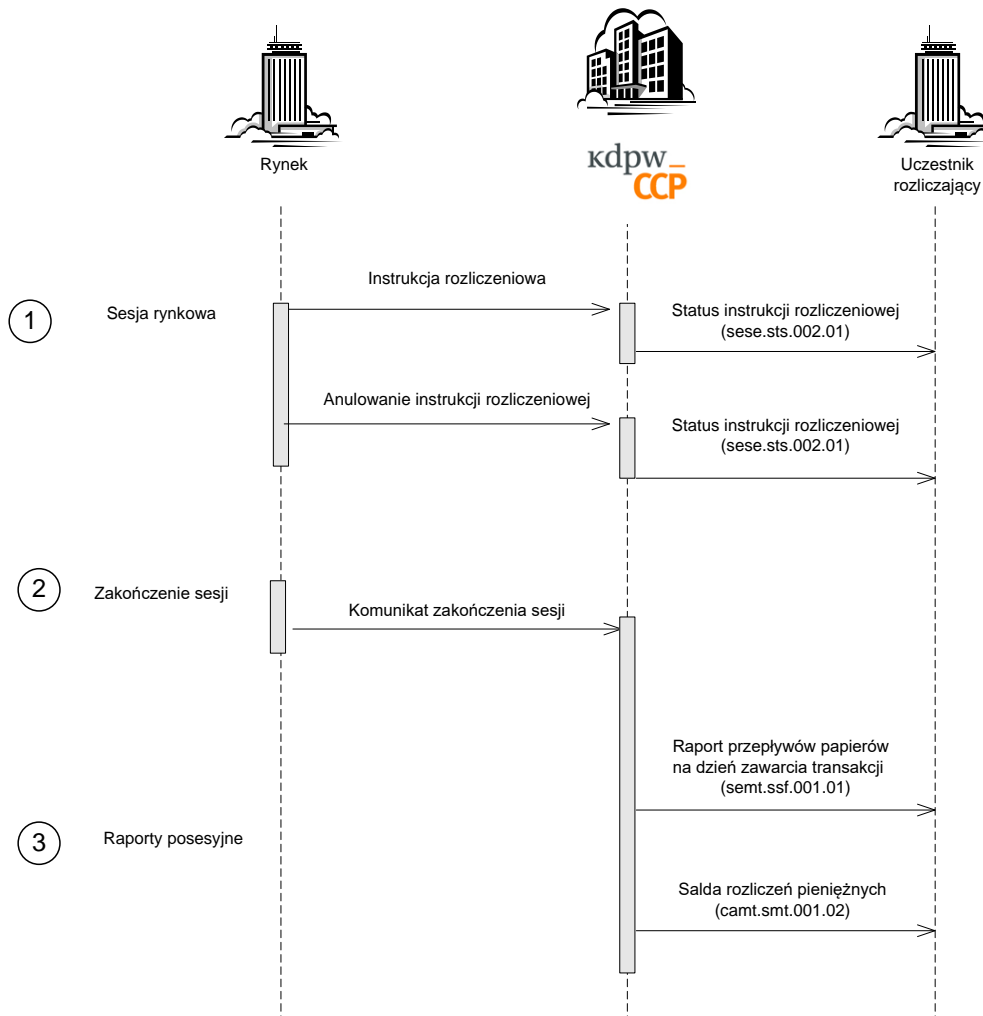 Rynek
kdpw_
CCP
Uczestnik
rozliczający
1
Sesja rynkowa
Instrukcja rozliczeniowa
Status instrukcji rozliczeniowej
(sese.sts.002.01)
Anulowanie instrukcji rozliczeniowej
Status instrukcji rozliczeniowej
(sese.sts.002.01)
2
Zakończenie sesji
Komunikat zakończenia sesji
Raport przepływów papierów
na dzień zawarcia transakcji
(semt.ssf.001.01)
3
Raporty posesyjne
Salda rozliczeń pieniężnych
(camt.smt.001.02)